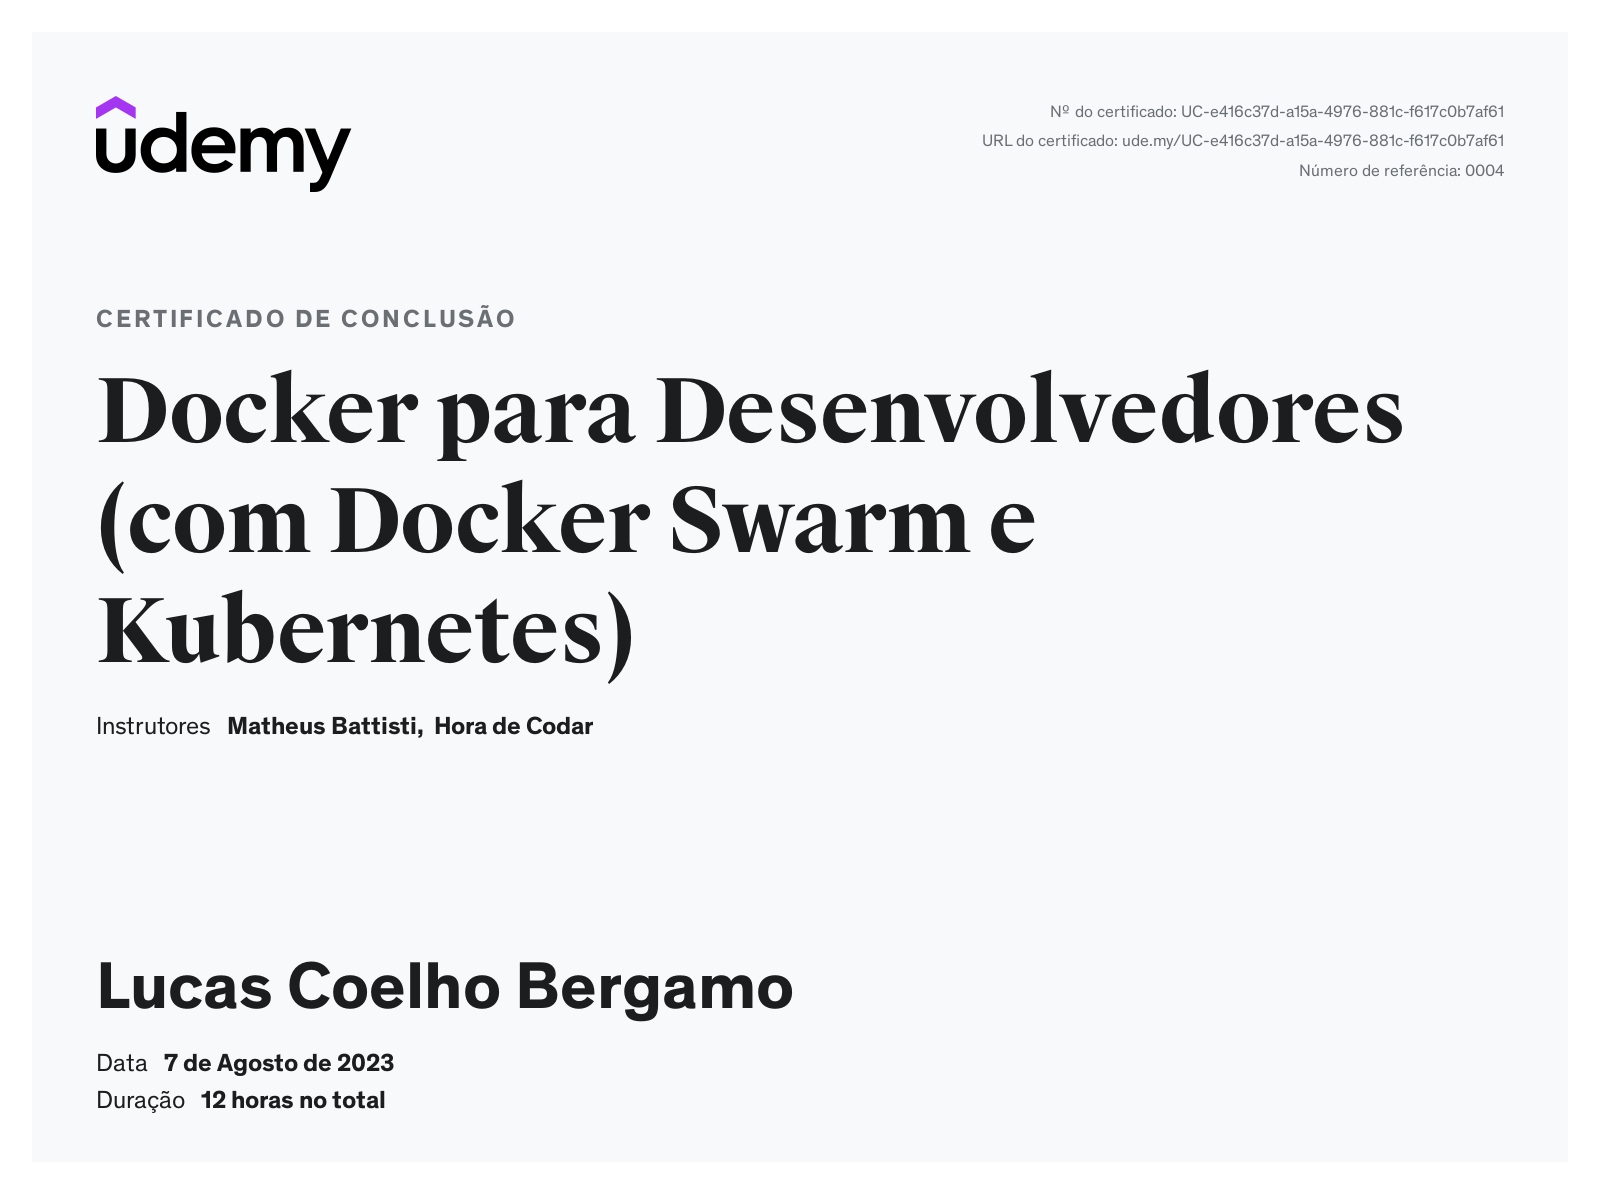 udemy
Nº do certificado: UC-e416c37d-a15a-4976-881c-f617c0b7af61
URL do certificado: ude.my/UC-e416c37d-a15a-4976-881c-f617c0b7af61
Número de referência: 0004
CERTIFICADO DE CONCLUSÃO
Docker para Desenvolvedores
(com Docker Swarm e
Kubernetes)
Instrutores Matheus Battisti, Hora de Codar
Lucas Coelho Bergamo
Data 7 de Agosto de 2023
Duração 12 horas no total